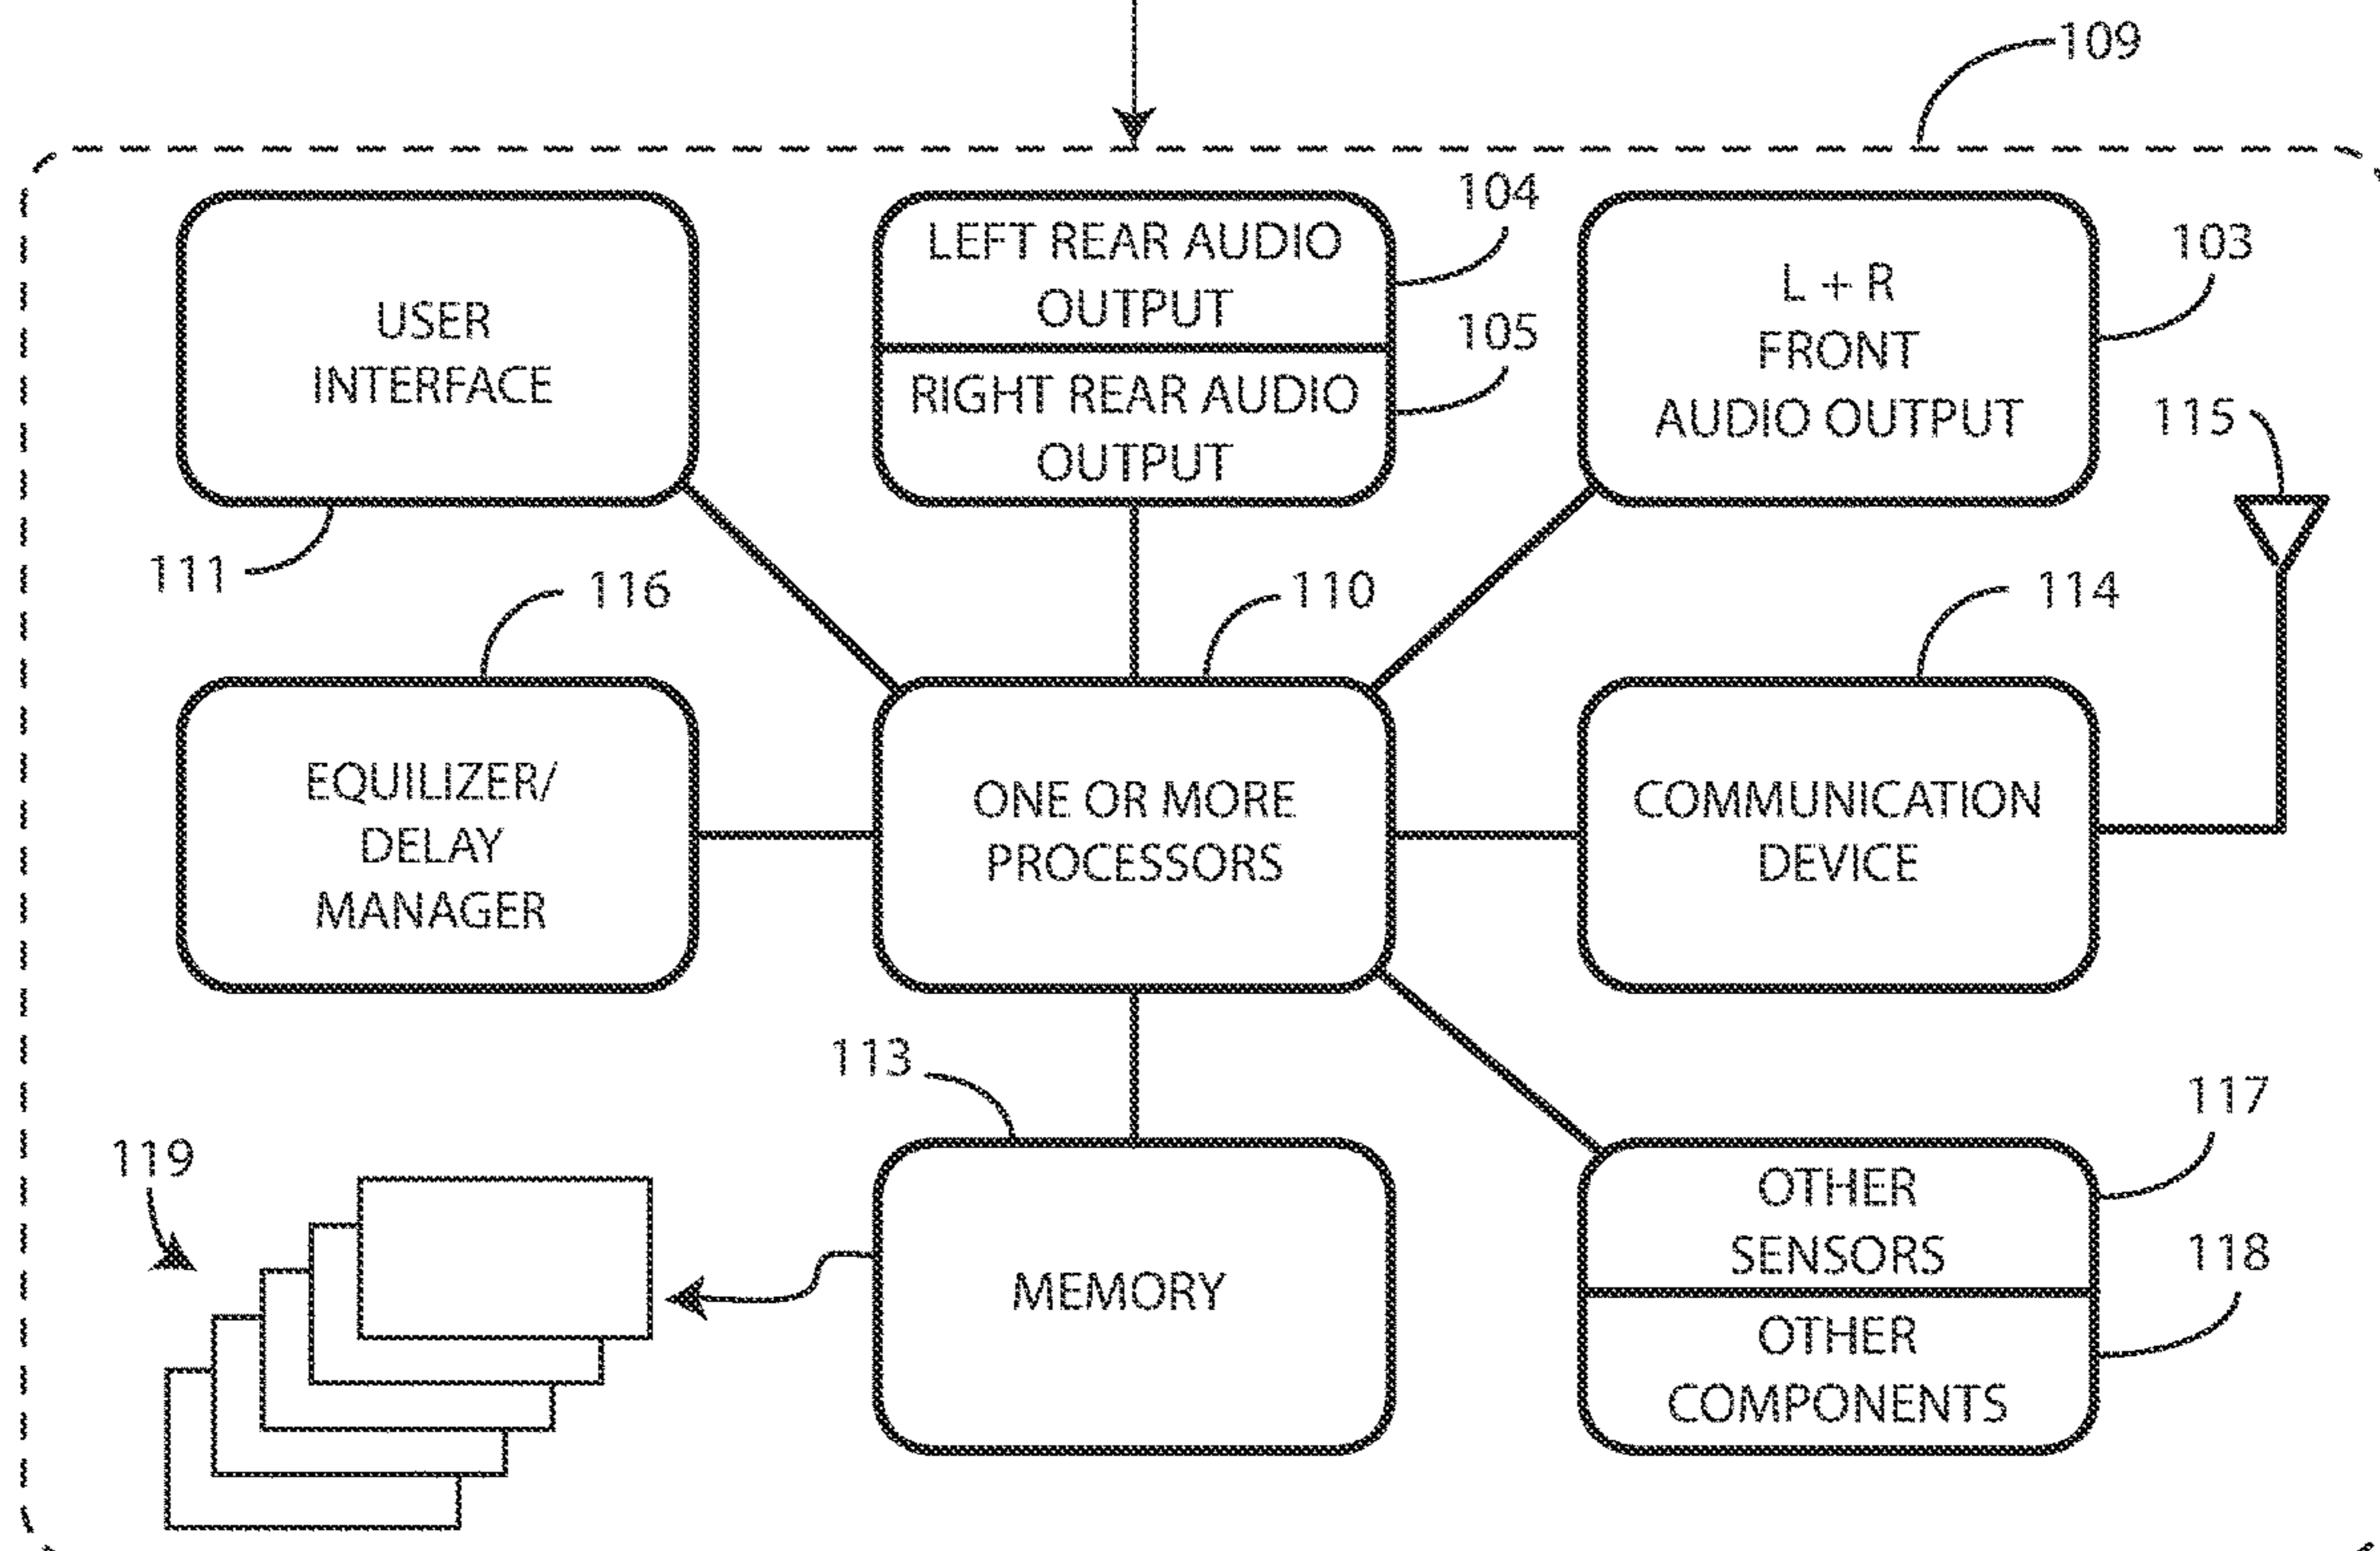 109
104
LEFT REAR AUDIO
OUTPUT
105
RIGHT REAR AUDIO
OUTPUT
USER
INTERFACE
111
L + R
FRONT
AUDIO OUTPUT
103
115
116
110
114
EQUILIZER/
DELAY
MANAGER
ONE OR MORE
PROCESSORS
COMMUNICATION
DEVICE
113
119
MEMORY
117
OTHER
SENSORS
118
OTHER
COMPONENTS